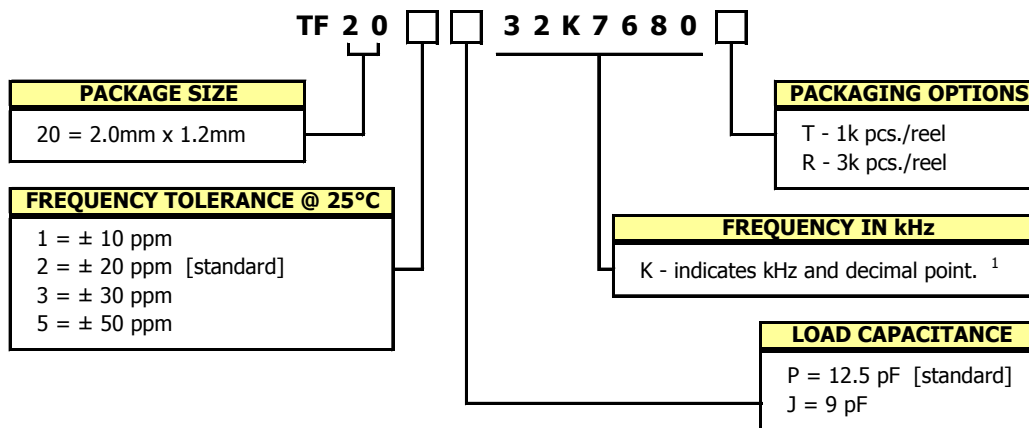 TF 2 0 3 2 K 7 6 8 0
PACKAGE SIZE
20 = 2.0mm x 1.2mm
FREQUENCY TOLERANCE @ 25°C
1 = ± 10 ppm
2 = ± 20 ppm [standard]
3 = ± 30 ppm
5 = ± 50 ppm
PACKAGING OPTIONS
T - 1k pcs./reel
R - 3k pcs./reel
FREQUENCY IN kHz
K - indicates kHz and decimal point. 1
LOAD CAPACITANCE
P = 12.5 pF [standard]
J = 9 pF